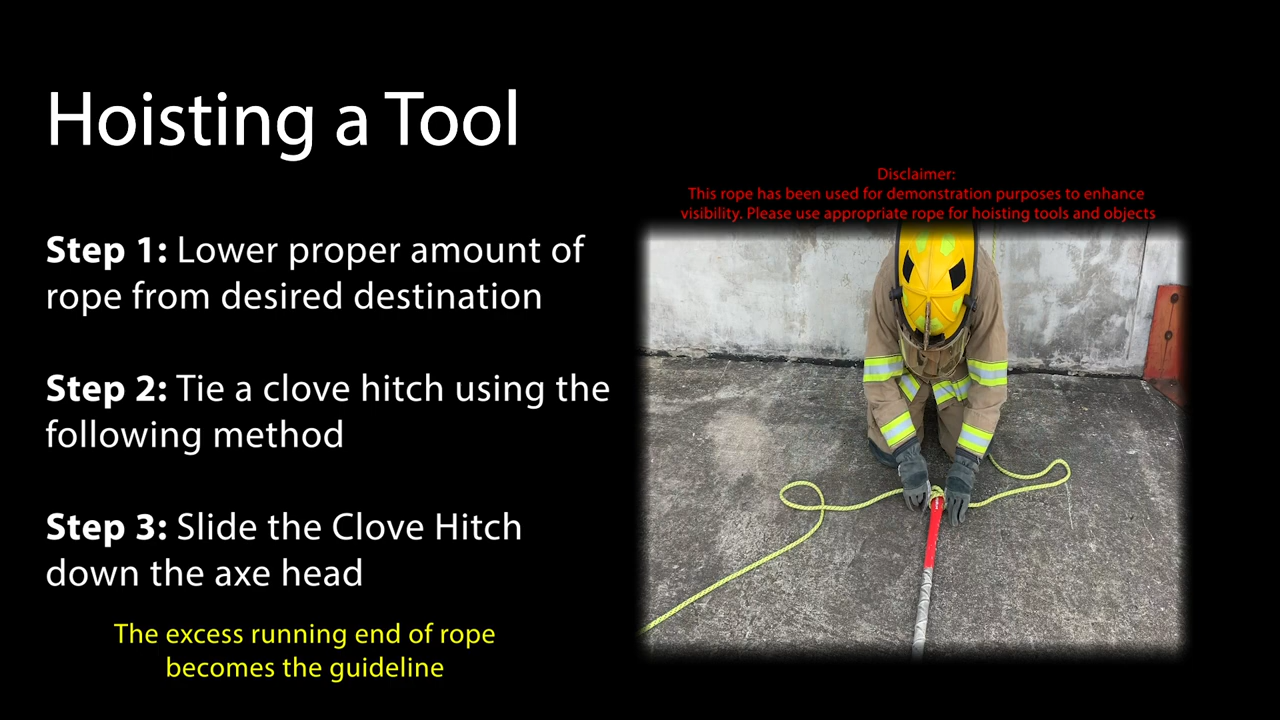 Hoisting a Tool
Disclaimer:
This rope has been used for demonstration purposes to enhance
visibility. Please use appropriate rope for hoisting tools and objects
Step 1: Lower proper amount of
rope from desired destination
Step 2: Tie a clove hitch using the
following method
Step 3: Slide the Clove Hitch
down the axe head
The excess running end of rope
becomes the guideline